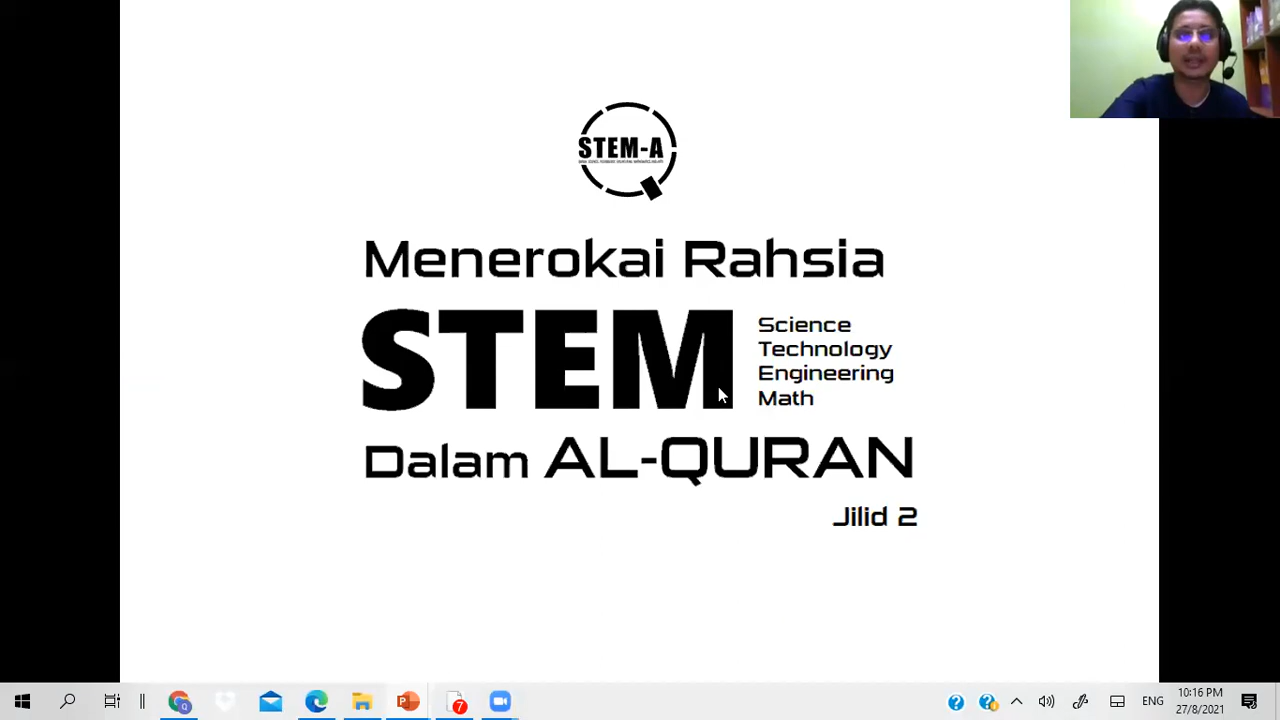 STEM-A
Menerokai Rahsia
STEM
Science
Technology
Engineering
Math
Dalam AL-QURAN
Jilid 2
ENG
10:16 PM
27/8/2021
7